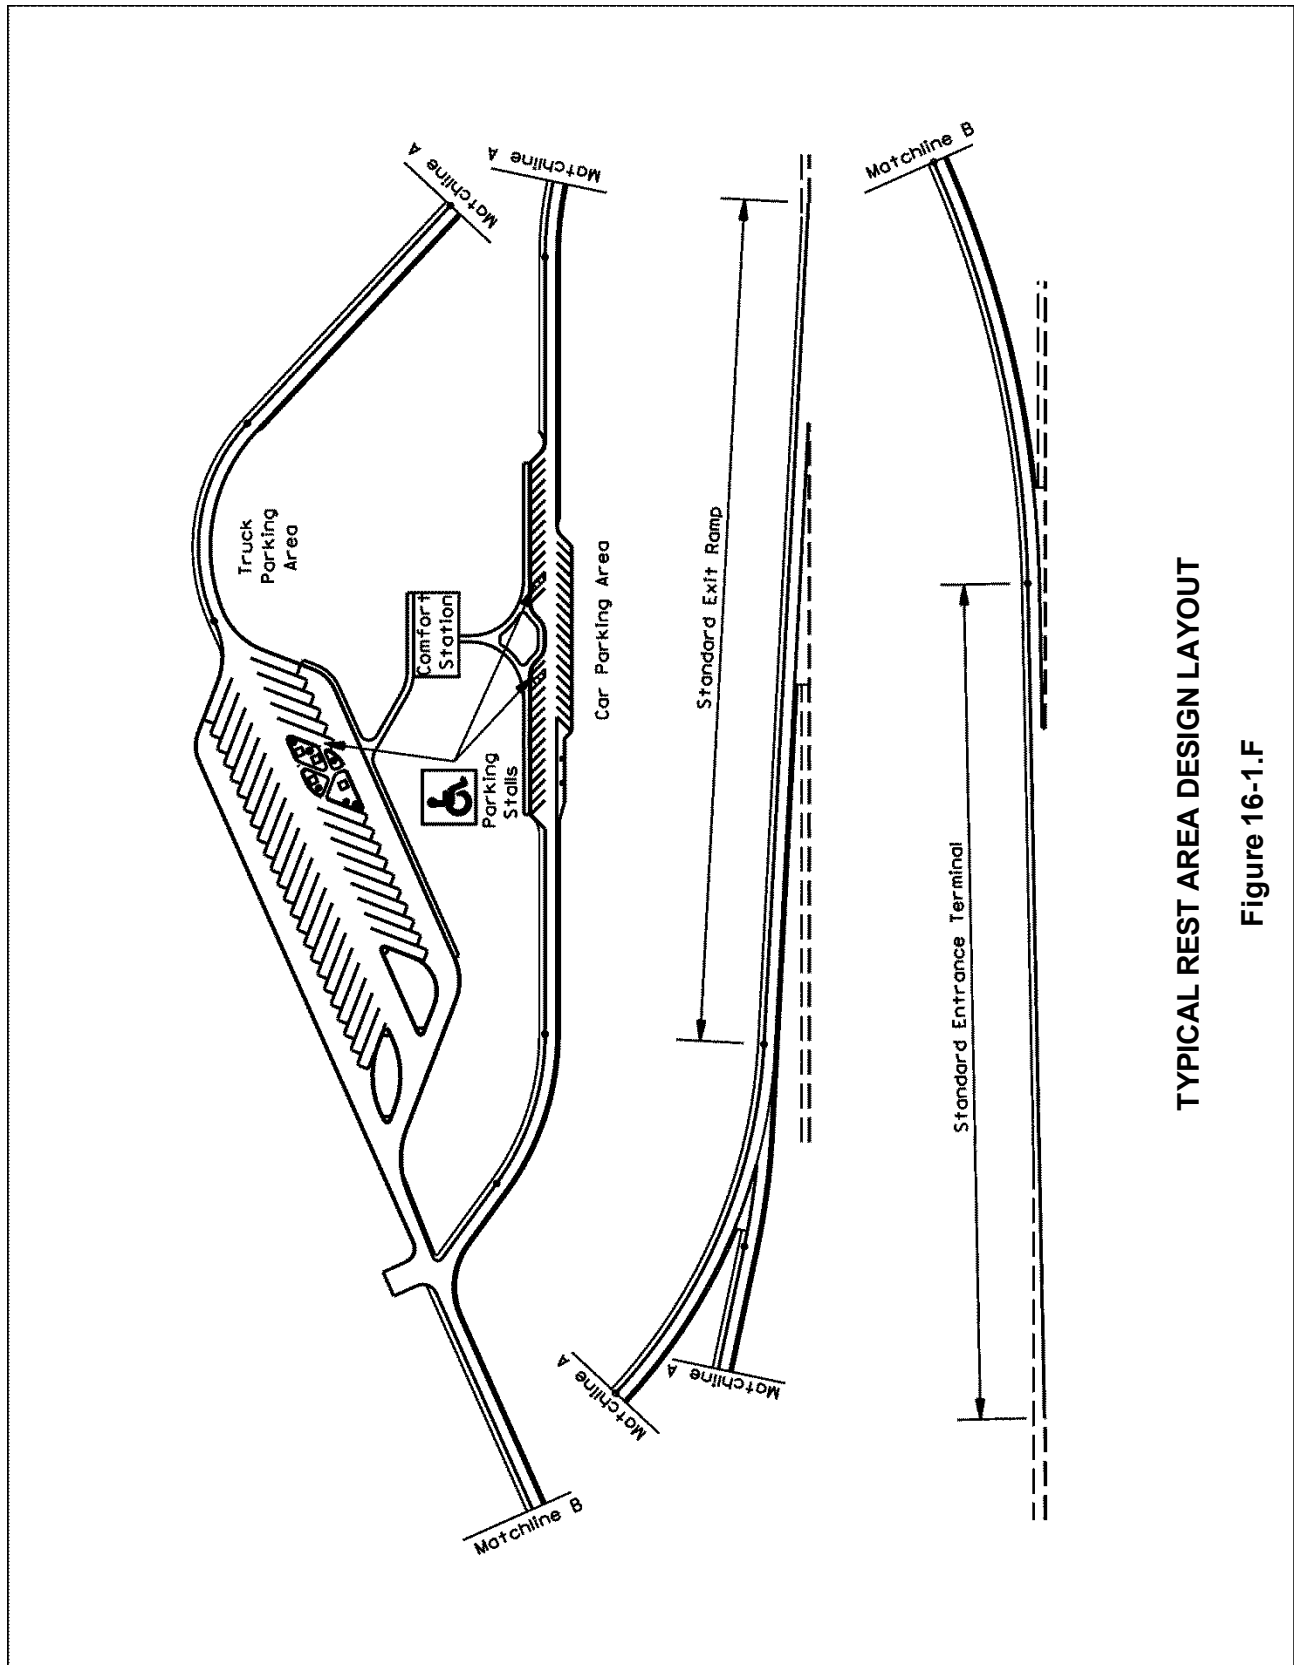 Matchline A
Matchline A
Truck
Parking
Area
Comfort
Station
Car Parking Area
Parking
Stalls
Matchline B
Standard Exit Ramp
Matchline A
Matchline A
Matchline B
Standard Entrance Terminal
TYPICAL REST AREA DESIGN LAYOUT
Figure 16-1.F